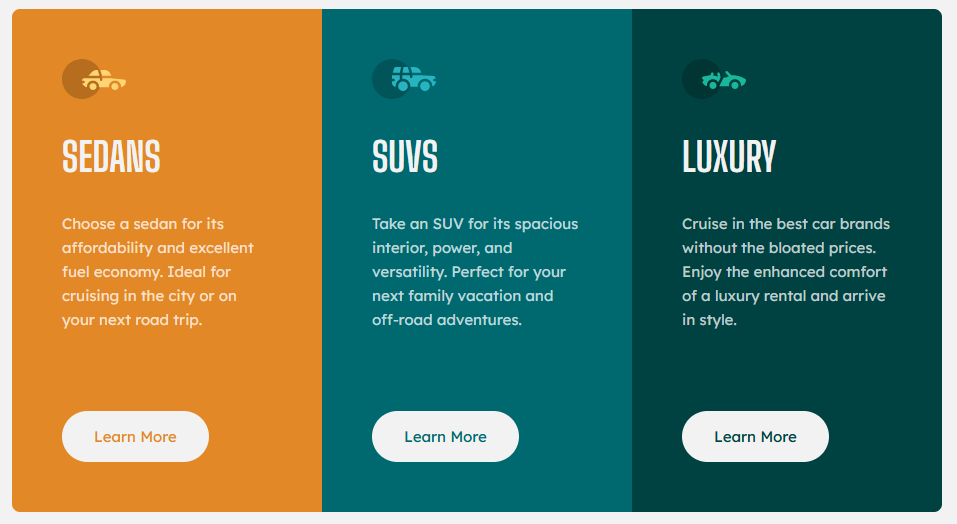 SEDANS
Choose a sedan for its
affordability and excellent
fuel economy. Ideal for
cruising in the city or on
your next road trip.
Learn More
SUVS
Take an SUV for its spacious
interior, power, and
versatility. Perfect for your
next family vacation and
off-road adventures.
Learn More
LUXURY
Cruise in the best car brands
without the bloated prices.
Enjoy the enhanced comfort
of a luxury rental and arrive
in style.
Learn More